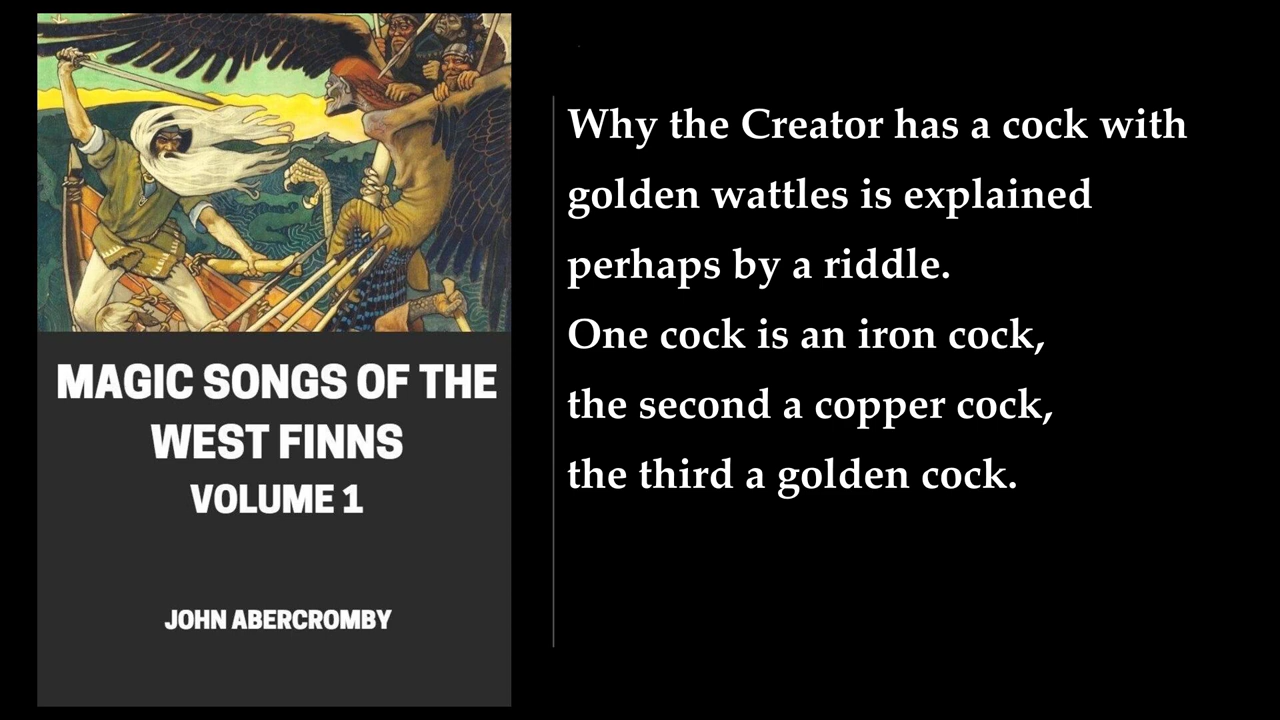 MAGIC SONGS OF THE
WEST FINNS
VOLUME 1
JOHN ABERCROMBY
Why the Creator has a cock with
golden wattles is explained
perhaps by a riddle.
One cock is an iron cock,
the second a copper cock,
the third a golden cock.